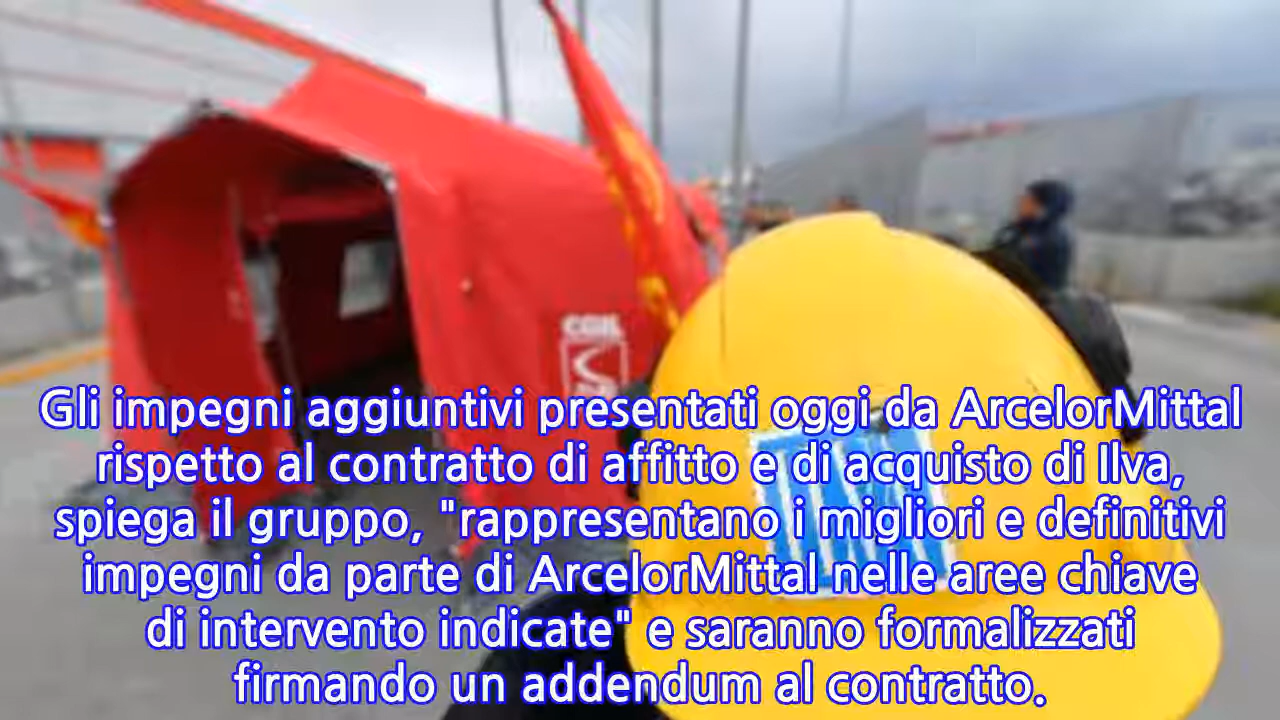 CGIL
ILVA
Gli impegni aggiuntivi presentati oggi da ArcelorMittal
rispetto al contratto di affitto e di acquisto di Ilva,
spiega il gruppo, "rappresentano i migliori e definitivi
impegni da parte di ArcelorMittal nelle aree chiave
di intervento indicate" e saranno formalizzati
firmando un addendum al contratto.